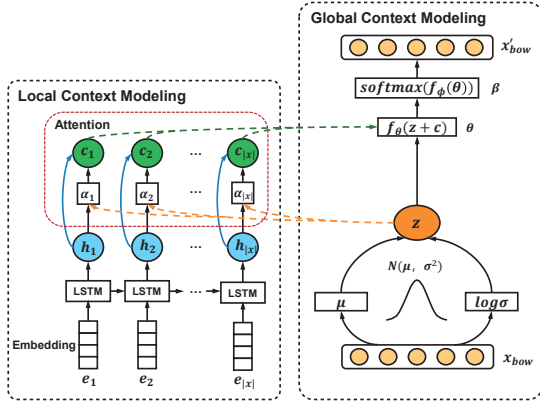 Global Context Modeling
x'_bow
softmax(f_ϕ(θ)) β
f_θ(z + c) θ
z
N(μ, σ²)
μ logσ
x_bow
Local Context Modeling
Attention
c_1 c_2 ... c_|x|
α_1 α_2 ... α_|x|
h_1 h_2 ... h_|x|
LSTM LSTM ... LSTM
Embedding
e_1 e_2 e_|x|